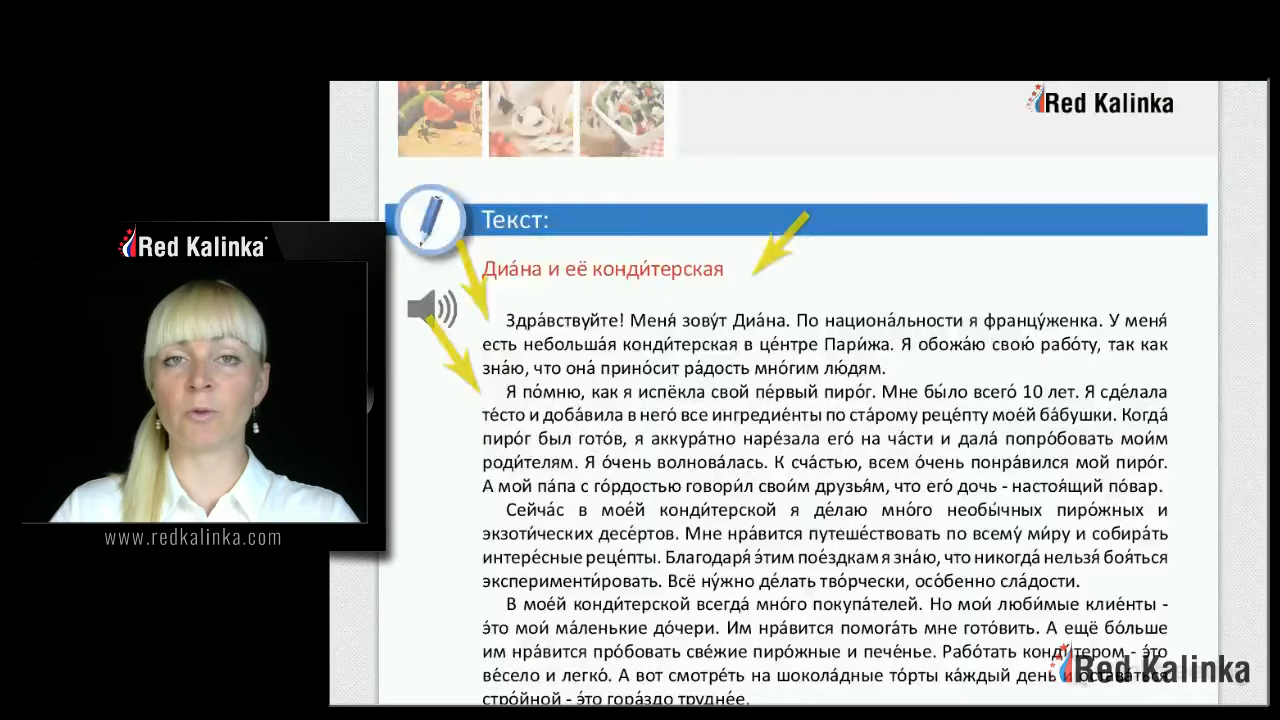 Red Kalinka
Текст:
Диа́на и её конди́терская
Здра́вствуйте! Меня́ зову́т Диа́на. По национа́льности я францу́женка. У меня́
есть небольша́я конди́терская в це́нтре Пари́жа. Я обожа́ю свою́ рабо́ту, так как
зна́ю, что она́ прино́сит ра́дость мно́гим лю́дям.
Я по́мню, как я испёкла свой пе́рвый пиро́г. Мне бы́ло всего́ 10 лет. Я сде́лала
те́сто и доба́вила в него́ все ингредие́нты по ста́рому реце́пту мое́й ба́бушки. Когда́
пиро́г был гото́в, я аккура́тно наре́зала его́ на ча́сти и дала́ попро́бовать мои́м
роди́телям. Я о́чень волнова́лась. К сча́стью, всем о́чень понра́вился мой пиро́г.
А мой па́па с го́рдостью говори́л свои́м друзья́м, что его́ дочь - настоя́щий по́вар.
Сейча́с в мое́й конди́терской я де́лаю мно́го необы́чных пиро́жных и
экзоти́ческих десе́ртов. Мне нра́вится путеше́ствовать по всему́ ми́ру и собира́ть
интере́сные реце́пты. Благодаря́ э́тим пое́здкам я зна́ю, что никогда́ нельзя́ боя́ться
эксперименти́ровать. Всё ну́жно де́лать тво́рчески, осо́бенно сла́дости.
В мое́й конди́терской всегда́ мно́го покупа́телей. Но мои́ люби́мые клие́нты -
э́то мои́ ма́ленькие до́чери. Им нра́вится помога́ть мне гото́вить. А ещё бо́льше
им нра́вится про́бовать све́жие пиро́жные и пече́нье. Рабо́тать конди́тером - э́то
ве́село и легко́. А вот смотре́ть на шокола́дные то́рты ка́ждый день и остава́ться
стро́йной - э́то гора́здо трудне́е.
Red Kalinka
www.redkalinka.com
Red Kalinka